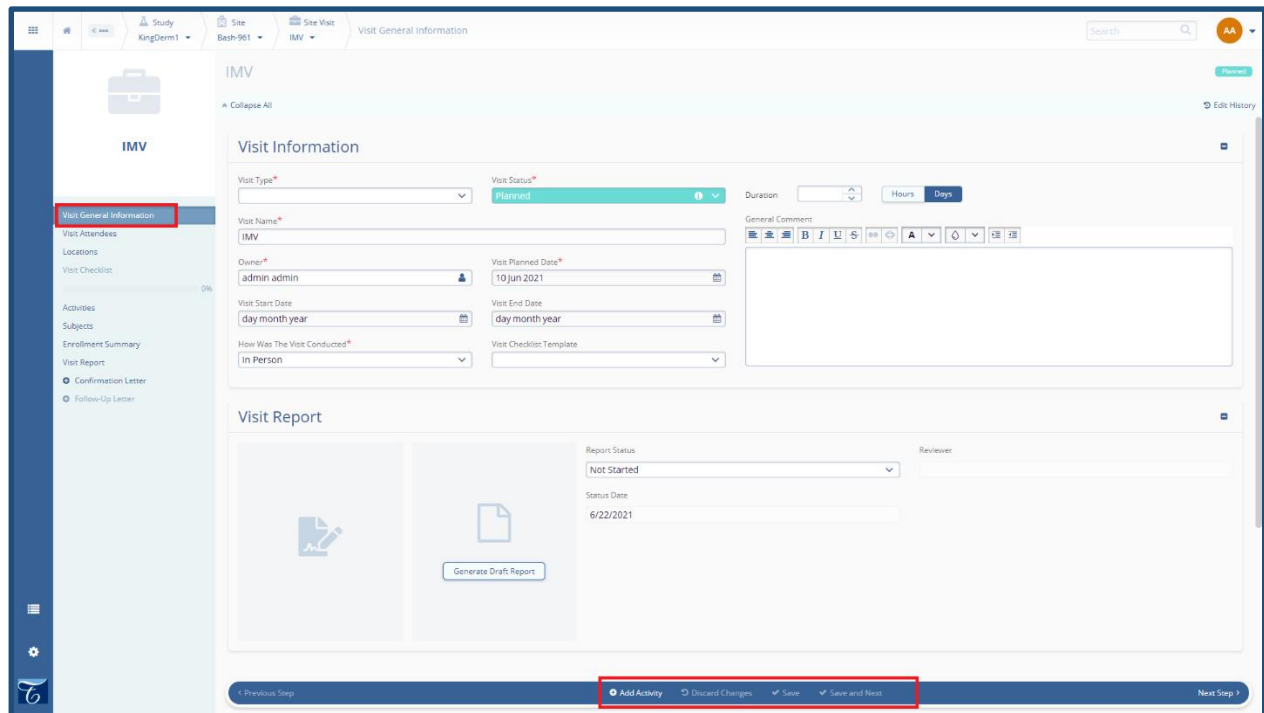 Study
KingDerm1
Site
Bash-961
Site Visit
IMV
Visit General Information
Search
AA
IMV
Planned
Collapse All
Edit History
IMV
Visit General Information
Visit Attendees
Locations
Visit Checklist
0%
Activities
Subjects
Enrollment Summary
Visit Report
Confirmation Letter
Follow-Up Letter
Visit Information
Visit Type*
Visit Status*
Planned
Duration
Hours Days
Visit Name*
IMV
General Comment
B I U S A
Owner*
admin admin
Visit Planned Date*
10 Jun 2021
Visit Start Date
day month year
Visit End Date
day month year
How Was The Visit Conducted*
In Person
Visit Checklist Template
Visit Report
Generate Draft Report
Report Status
Not Started
Reviewer
Status Date
6/22/2021
< Previous Step
Add Activity Discard Changes Save Save and Next
Next Step >